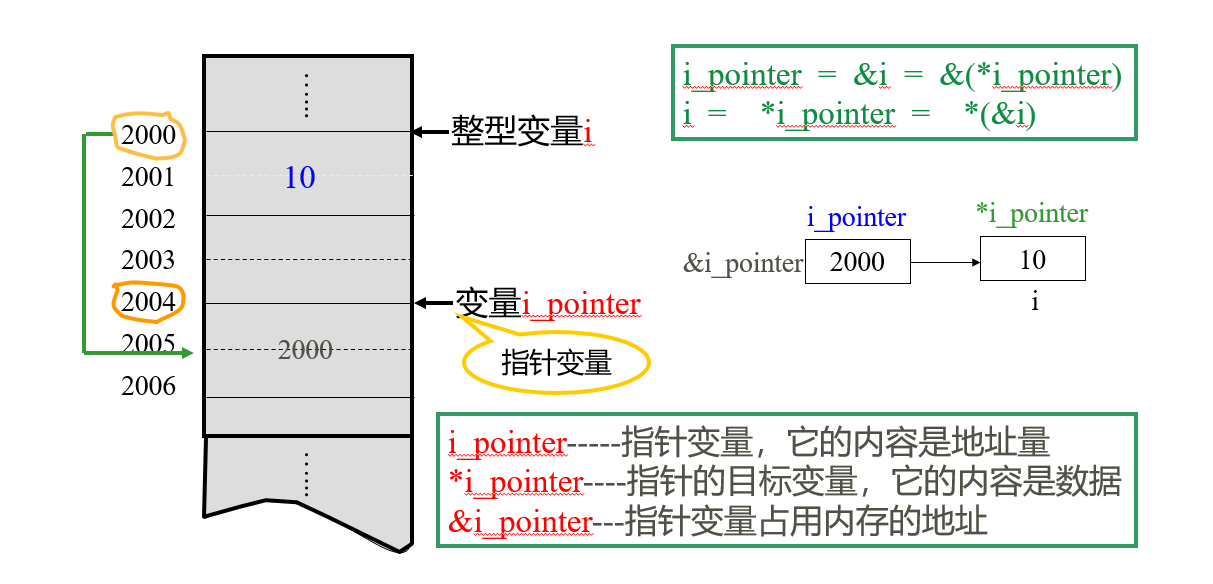 i_pointer = &i = &(*i_pointer)
i = *i_pointer = *(&i)
2000
整型变量i
2001
10
2002
2003
2004
变量i_pointer
2005
2000
指针变量
2006
i_pointer
*i_pointer
&i_pointer
2000
10
i
i_pointer-----指针变量，它的内容是地址量
*i_pointer----指针的目标变量，它的内容是数据
&i_pointer---指针变量占用内存的地址